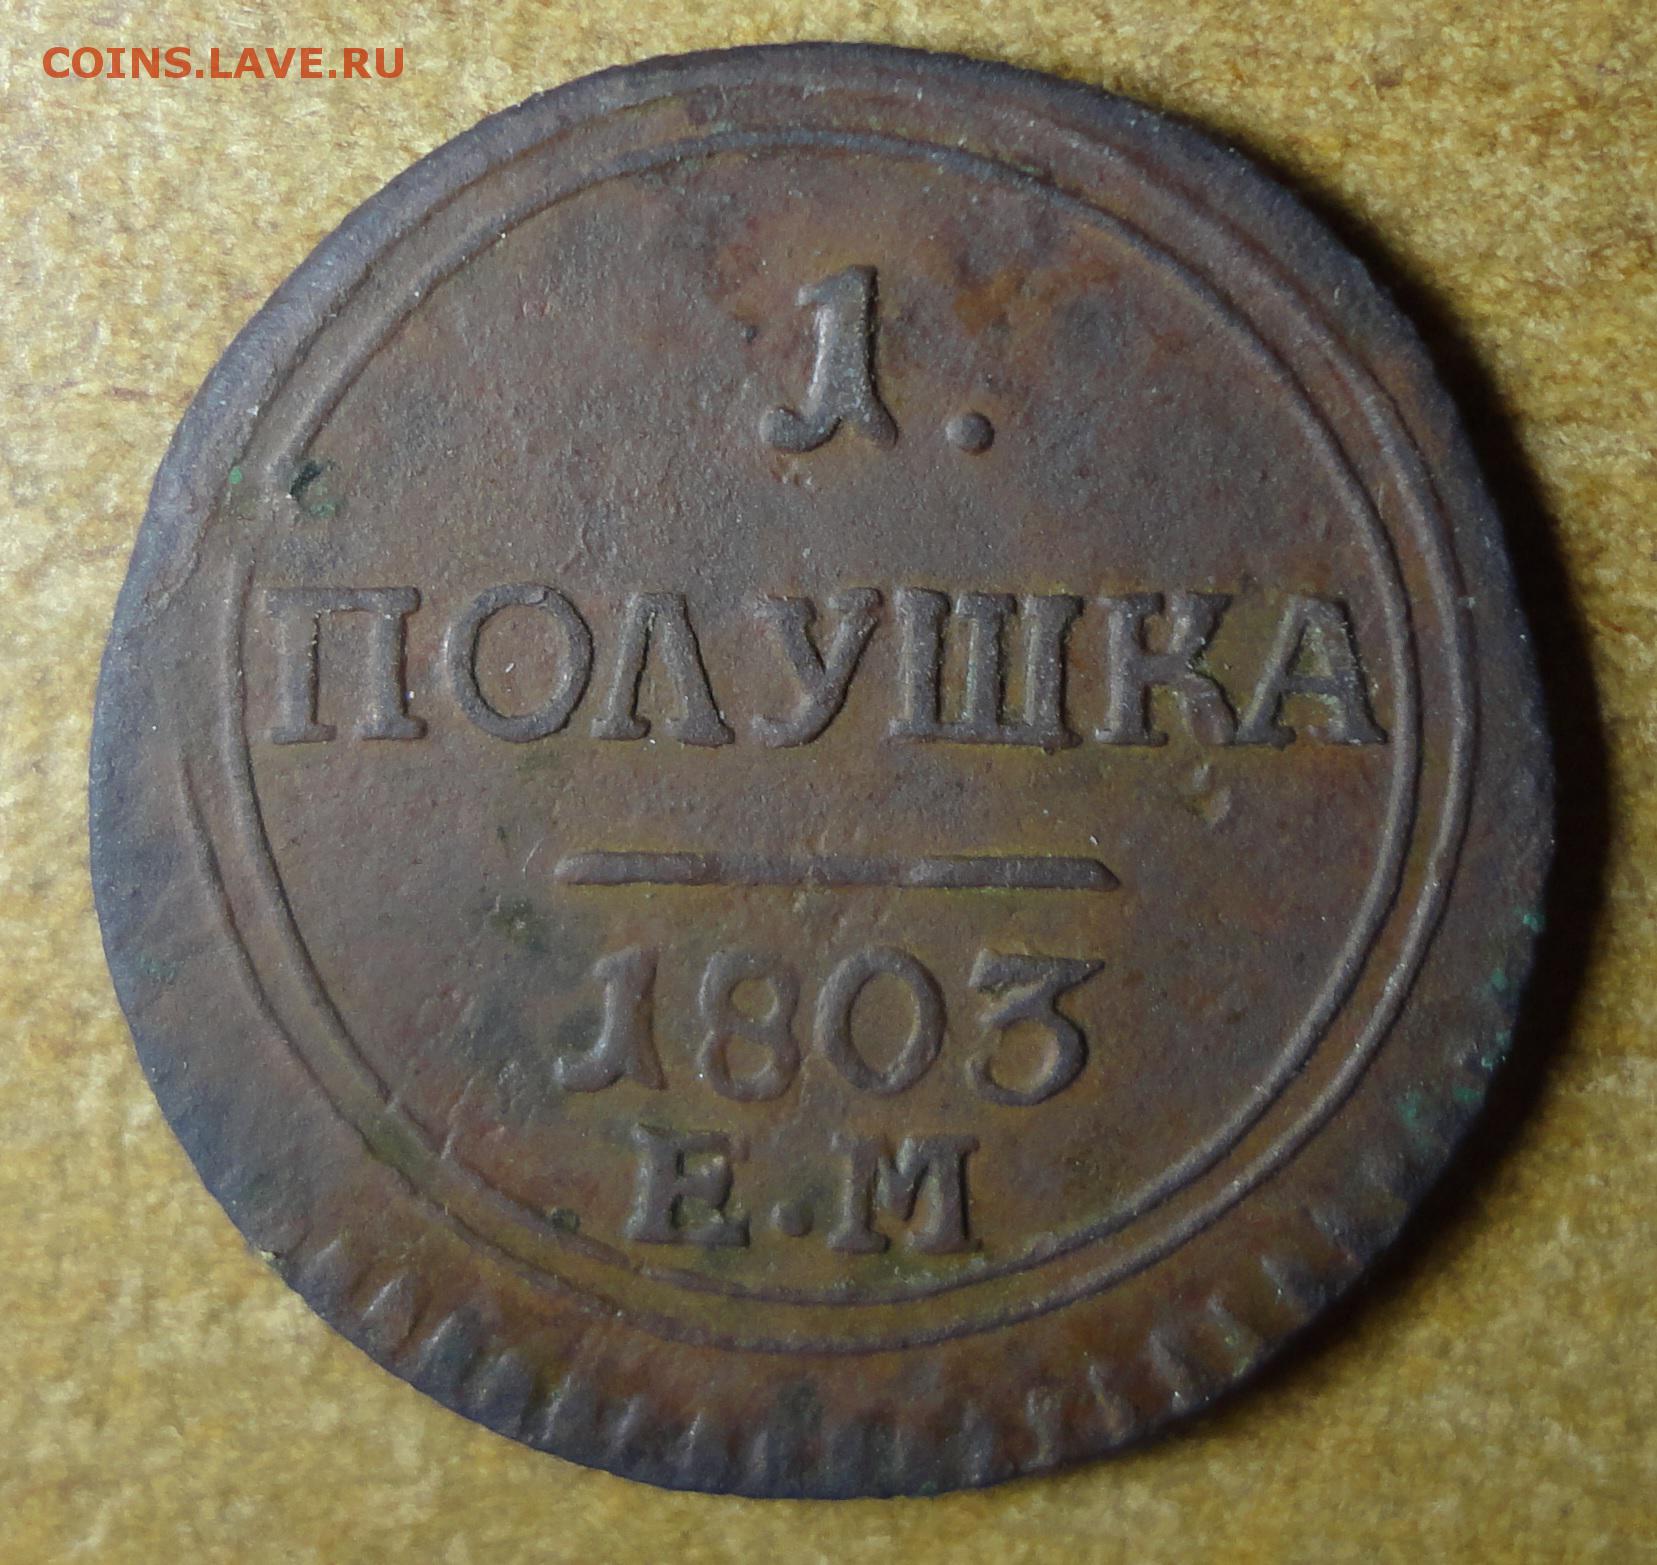 COINS.LAVE.RU
1.
ПОЛУШКА
1803
Е.М